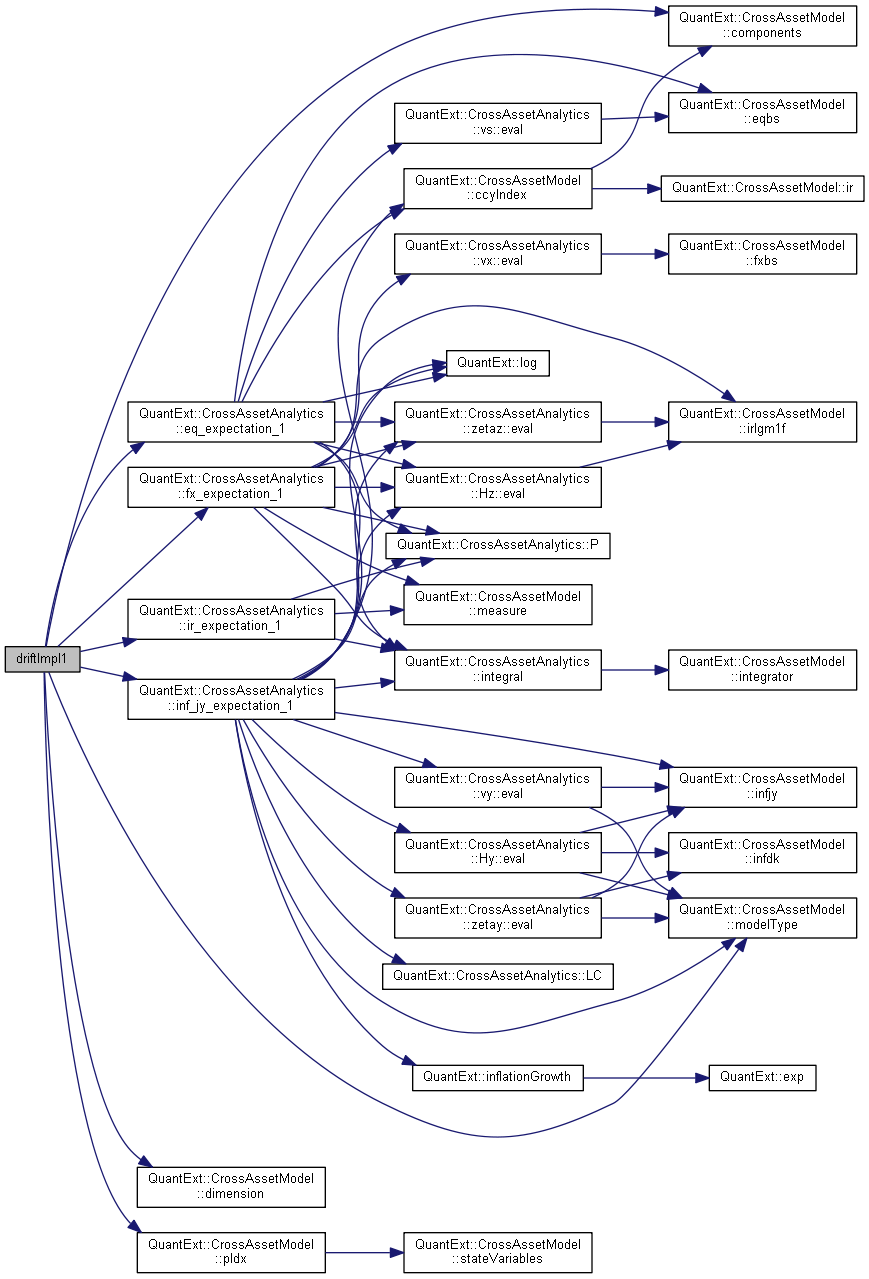 QuantExt::CrossAssetModel
::components
QuantExt::CrossAssetModel
::eqbs
QuantExt::CrossAssetAnalytics
::vs::eval
QuantExt::CrossAssetModel
::ccyIndex
QuantExt::CrossAssetModel::ir
QuantExt::CrossAssetAnalytics
::vx::eval
QuantExt::CrossAssetModel
::fxbs
QuantExt::log
QuantExt::CrossAssetAnalytics
::eq_expectation_1
QuantExt::CrossAssetAnalytics
::zetaz::eval
QuantExt::CrossAssetModel
::irlgm1f
QuantExt::CrossAssetAnalytics
::fx_expectation_1
QuantExt::CrossAssetAnalytics
::Hz::eval
QuantExt::CrossAssetAnalytics::P
QuantExt::CrossAssetAnalytics
::ir_expectation_1
QuantExt::CrossAssetModel
::measure
driftImpl1
QuantExt::CrossAssetAnalytics
::inf_jy_expectation_1
QuantExt::CrossAssetAnalytics
::integral
QuantExt::CrossAssetModel
::integrator
QuantExt::CrossAssetAnalytics
::vy::eval
QuantExt::CrossAssetModel
::infjy
QuantExt::CrossAssetAnalytics
::Hy::eval
QuantExt::CrossAssetModel
::infdk
QuantExt::CrossAssetAnalytics
::zetay::eval
QuantExt::CrossAssetModel
::modelType
QuantExt::CrossAssetAnalytics::LC
QuantExt::inflationGrowth
QuantExt::exp
QuantExt::CrossAssetModel
::dimension
QuantExt::CrossAssetModel
::pIdx
QuantExt::CrossAssetModel
::stateVariables